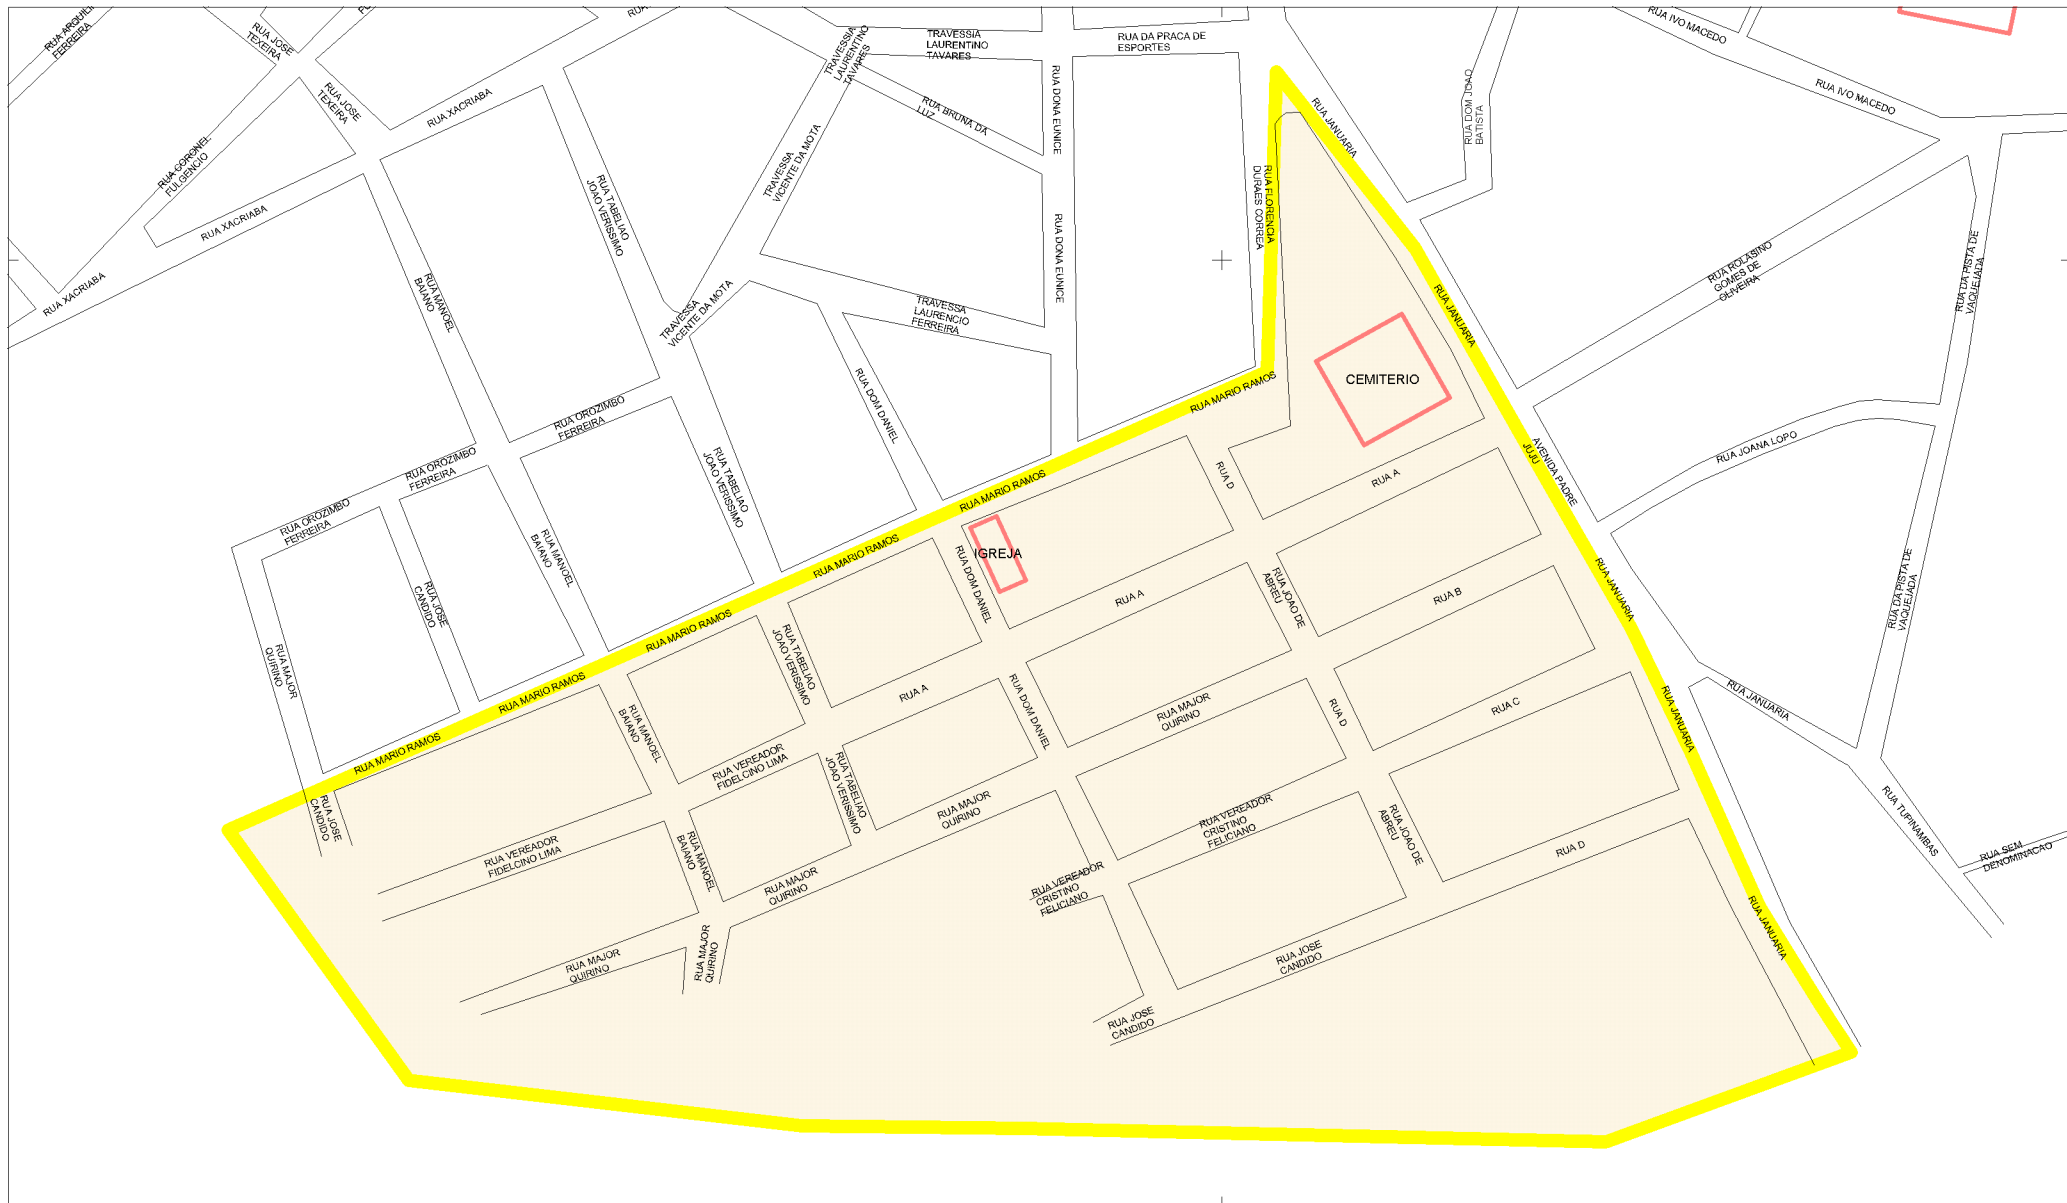 RUA JOSE
TEXEIRA
TRAVESSIA
LAURENTINO
TAVARES
TRAVESSIA
LAURENTINO
TAVARES
RUA DA PRACA DE
ESPORTES
RUA IVO MACEDO
RUA IVO MACEDO
RUA JOSE
TEXEIRA
RUA XACRIABA
RUA BRUNA DA
LUZ
RUA DONA EUNICE
RUA JANUARIA
RUA DOM JOAO
BATISTA
RUA CORONEL
FULGENCIO
RUA XACRIABA
RUA XACRIABA
RUA TABELIAO
JOAO VERISSIMO
TRAVESSA
VICENTE DA MOTA
RUA DONA EUNICE
RUA FLORENCIA
DURAES CORREA
RUA ROLASINO
GOMES DE
OLIVEIRA
RUA DA PISTA DE
VAQUEJADA
RUA MANOEL
BAIANO
TRAVESSA
VICENTE DA MOTA
TRAVESSA
LAURENCIO
FERREIRA
RUA JANUARIA
CEMITERIO
RUA MARIO RAMOS
RUA DOM DANIEL
RUA OROZIMBO
FERREIRA
RUA OROZIMBO
FERREIRA
RUA OROZIMBO
FERREIRA
RUA TABELIAO
JOAO VERISSIMO
RUA MARIO RAMOS
RUA D
RUA A
AVENIDA PADRE
JUJU
RUA JOANA LOPO
RUA MANOEL
BAIANO
RUA JOSE
CANDIDO
RUA MARIO RAMOS
IGREJA
RUA DOM DANIEL
RUA A
RUA JOAO DE
ABREU
RUA B
RUA JANUARIA
RUA DA PISTA DE
VAQUEJADA
RUA MAJOR
QUIRINO
RUA MARIO RAMOS
RUA MARIO RAMOS
RUA MARIO RAMOS
RUA MANOEL
BAIANO
RUA TABELIAO
JOAO VERISSIMO
RUA A
RUA DOM DANIEL
RUA MAJOR
QUIRINO
RUA D
RUA C
RUA JANUARIA
RUA JANUARIA
RUA JOSE
CANDIDO
RUA VEREADOR
FIDELCINO LIMA
RUA TABELIAO
JOAO VERISSIMO
RUA MAJOR
QUIRINO
RUA VEREADOR
CRISTINO
FELICIANO
RUA JOAO DE
ABREU
RUA D
RUA TUPINAMBAS
RUA SEM
DENOMINACAO
RUA VEREADOR
FIDELCINO LIMA
RUA MANOEL
BAIANO
RUA MAJOR
QUIRINO
RUA VEREADOR
CRISTINO
FELICIANO
RUA MAJOR
QUIRINO
RUA MAJOR
QUIRINO
RUA JOSE
CANDIDO
RUA JOSE
CANDIDO
RUA JANUARIA